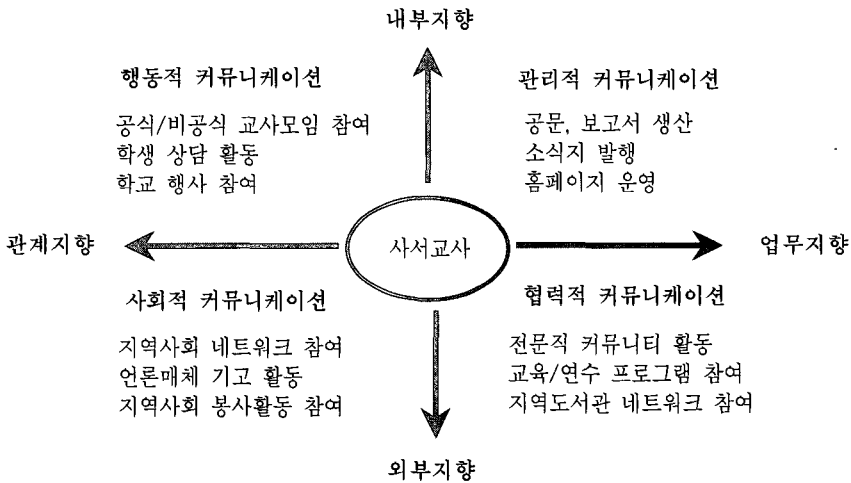 내부지향
행동적 커뮤니케이션
공식/비공식 교사모임 참여
학생 상담 활동
학교 행사 참여
관리적 커뮤니케이션
공문, 보고서 생산
소식지 발행
홈페이지 운영
관계지향
사서교사
업무지향
사회적 커뮤니케이션
지역사회 네트워크 참여
언론매체 기고 활동
지역사회 봉사활동 참여
협력적 커뮤니케이션
전문직 커뮤니티 활동
교육/연수 프로그램 참여
지역도서관 네트워크 참여
외부지향